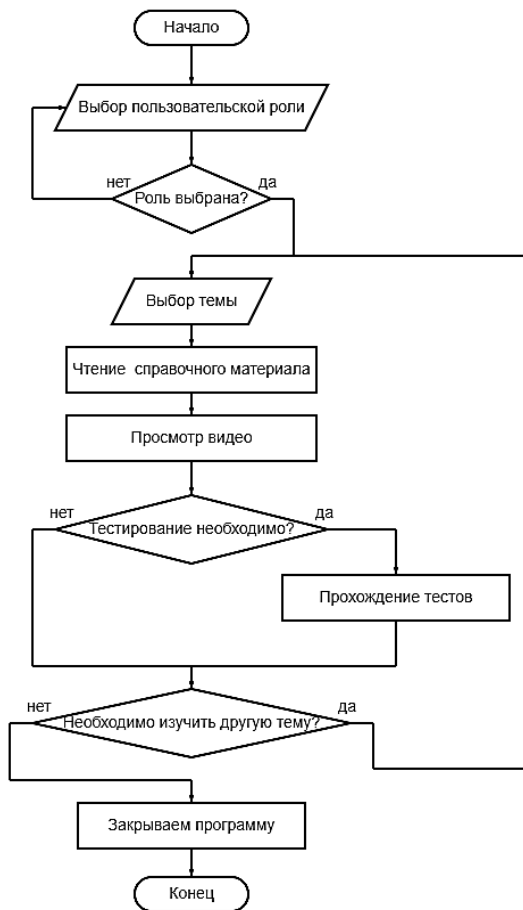 Начало
Выбор пользовательской роли
нет
да
Роль выбрана?
Выбор темы
Чтение справочного материала
Просмотр видео
нет
да
Тестирование необходимо?
Прохождение тестов
нет
да
Необходимо изучить другую тему?
Закрываем программу
Конец